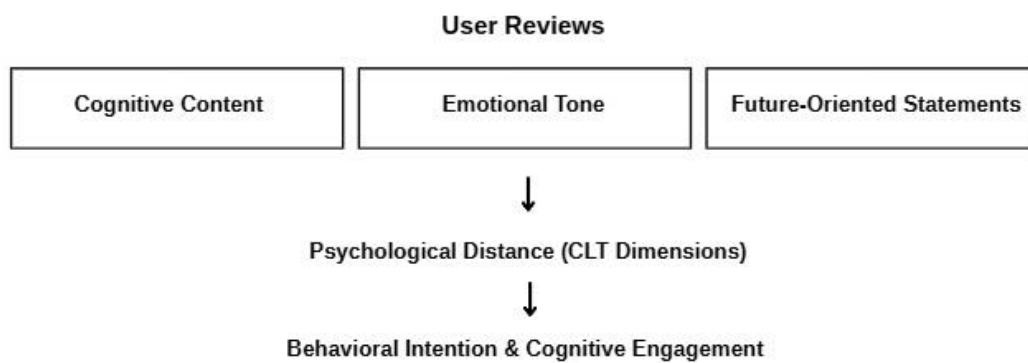 User Reviews
Cognitive Content
Emotional Tone
Future-Oriented Statements
Psychological Distance (CLT Dimensions)
Behavioral Intention & Cognitive Engagement